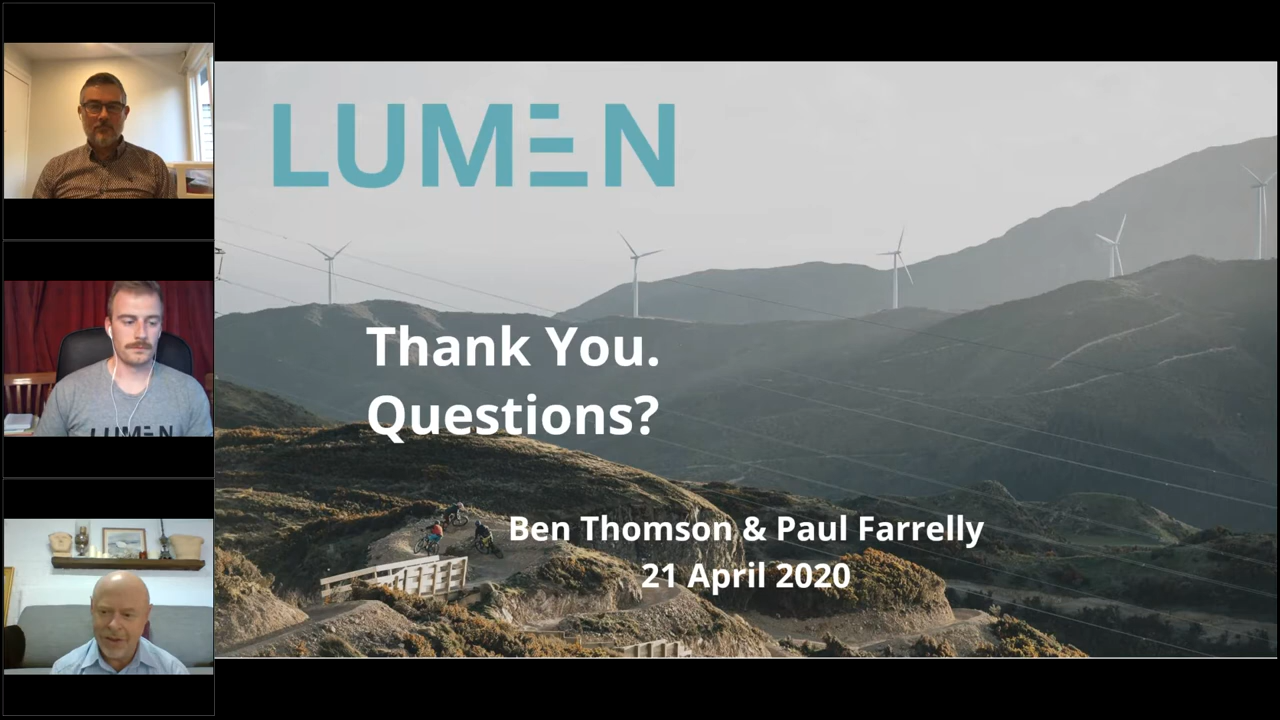 LUMEN
Thank You.
Questions?
Ben Thomson & Paul Farrelly
21 April 2020
LUMEN